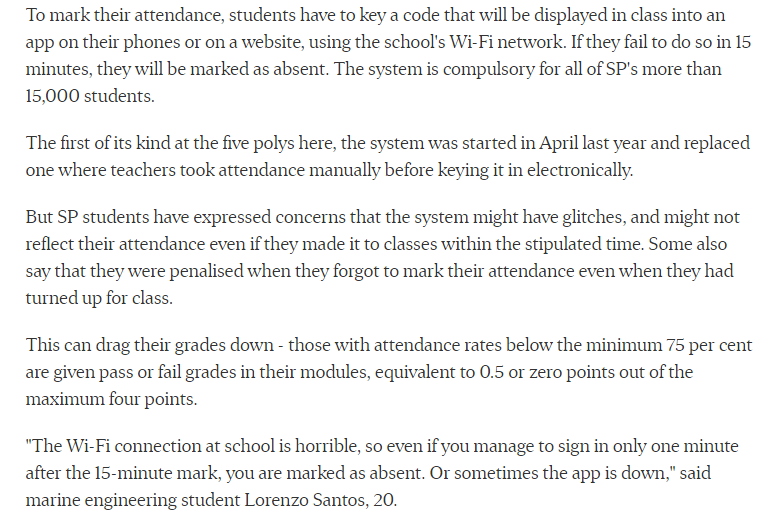 To mark their attendance, students have to key a code that will be displayed in class into an
app on their phones or on a website, using the school's Wi-Fi network. If they fail to do so in 15
minutes, they will be marked as absent. The system is compulsory for all of SP's more than
15,000 students.
The first of its kind at the five polys here, the system was started in April last year and replaced
one where teachers took attendance manually before keying it in electronically.
But SP students have expressed concerns that the system might have glitches, and might not
reflect their attendance even if they made it to classes within the stipulated time. Some also
say that they were penalised when they forgot to mark their attendance even when they had
turned up for class.
This can drag their grades down - those with attendance rates below the minimum 75 per cent
are given pass or fail grades in their modules, equivalent to 0.5 or zero points out of the
maximum four points.
"The Wi-Fi connection at school is horrible, so even if you manage to sign in only one minute
after the 15-minute mark, you are marked as absent. Or sometimes the app is down," said
marine engineering student Lorenzo Santos, 20.